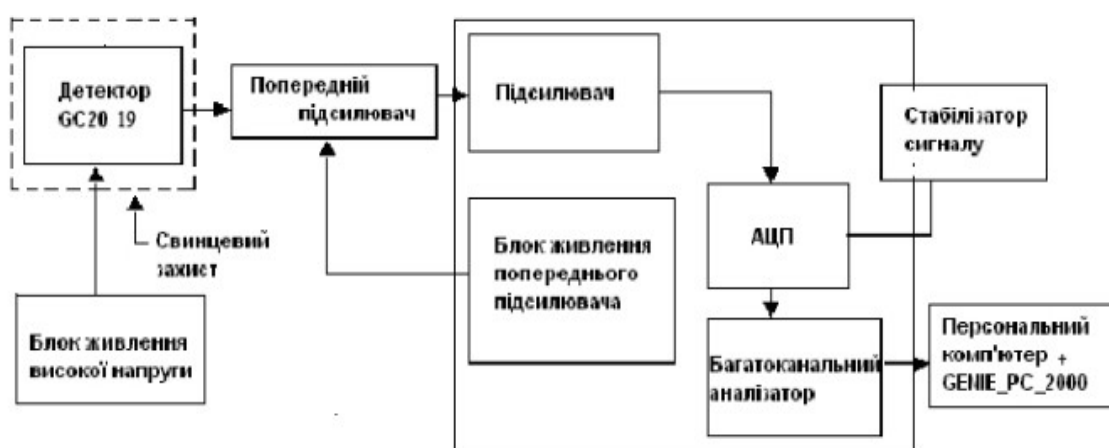 Детектор
GC20 19
Попередній
підсилювач
Підсилювач
Стабілізатор
сигналу
АЦП
Свинцевий
захист
Блок живлення
попереднього
підсилювача
Блок живлення
високої напруги
Багатоканальний
аналізатор
Персональний
комп'ютер +
GENIE_PC_2000